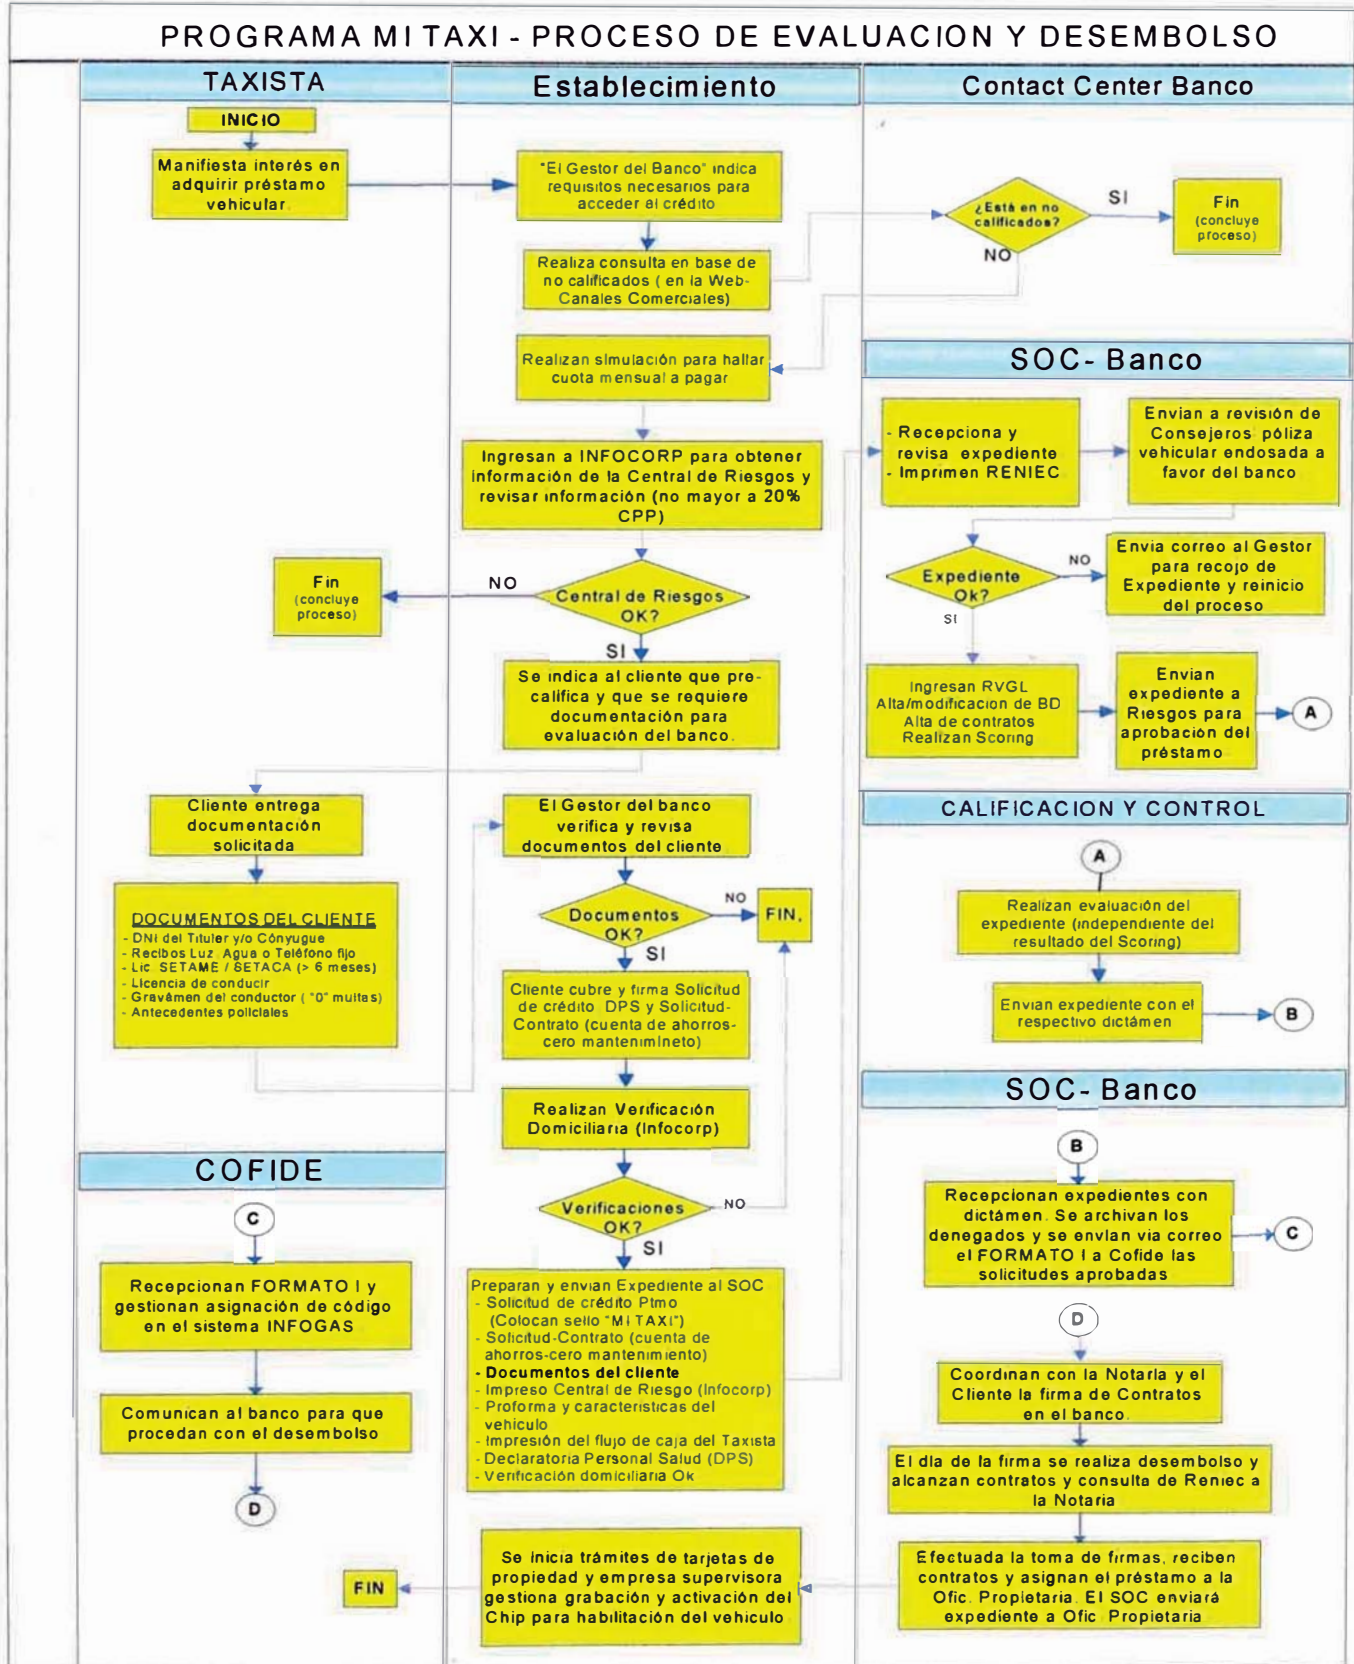 PROGRAMA MI TAXI - PROCESO DE EVALUACION Y DESEMBOLSO
TAXISTA
INICIO
Manifiesta interés en
adquirir préstamo
vehicular.
Fin
(concluye
proceso)
Cliente entrega
documentación
solicitada
DOCUMENTOS DEL CLIENTE
- DNI del Tituler y/o Cónyugue
- Recibos Luz, Agua o Teléfono fijo
- Lic. SETAME / SETACA (> 6 meses)
- Licencia de conducir
- Gravámen del conductor ( "0" multes)
- Antecedentes policiales
COFIDE
C
Recepcionan FORMATO I y
gestionan asignación de código
en el sistema INFOGAS
Comunican al banco para que
procedan con el desembolso
D
FIN
Establecimiento
"El Gestor del Banco" indica
requisitos necesarios para
acceder al crédito
Realiza consulta en base de
no calificados ( en la Web-
Canales Comerciales)
Realizan simulación para hallar
cuota mensual a pagar
Ingresan a INFOCORP para obtener
información de la Central de Riesgos y
revisar información (no mayor a 20%
CPP)
NO
Central de Riesgos
OK?
SI
Se indica al cliente que pre-
califica y que se requiere
documentación para
evaluación del banco.
El Gestor del banco
verifica y revisa
documentos del cliente
Documentos
OK?
NO
FIN.
SI
Cliente cubre y firma Solicitud
de crédito, DPS y Solicitud-
Contrato (cuenta de ahorros-
cero mantenimineto)
Realizan Verificación
Domiciliaria (Infocorp)
Verificaciones
OK?
NO
SI
Preparan y envian Expediente al SOC
- Solicitud de crédito Ptmo
(Colocan sello "MI TAXI")
- Solicitud-Contrato (cuenta de
ahorros-cero mantenimiento)
- Documentos del cliente
- Impreso Central de Riesgo (Infocorp)
- Proforma y características del
vehiculo
- Impresión del flujo de caja del Taxista
- Declaratoria Personal Salud (DPS)
- Verificación domiciliaria Ok
Se inicia trámites de tarjetas de
propiedad y empresa supervisora
gestiona grabación y activación del
Chip para habilitación del vehiculo
Contact Center Banco
¿Está en no
calificados?
SI
Fin
(concluye
proceso)
NO
SOC- Banco
- Recepciona y
revisa expediente
- Imprimen RENIEC
Envian a revisión de
Consejeros póliza
vehicular endosada a
favor del banco
Expediente
Ok?
NO
Envia correo al Gestor
para recojo de
Expediente y reinicio
del proceso
SI
Ingresan RVGL
Alta/modificacion de BD
Alta de contratos
Realizan Scoring
Envian
expediente a
Riesgos para
aprobación del
préstamo
A
CALIFICACION Y CONTROL
A
Realizan evaluación del
expediente (independiente del
resultado del Scoring)
Envian expediente con el
respectivo dictámen
B
SOC- Banco
B
Recepcionan expedientes con
dictámen. Se archivan los
denegados y se envian via correo
el FORMATO I a Cofide las
solicitudes aprobadas
C
D
Coordinan con la Notaría y el
Cliente la firma de Contratos
en el banco.
El día de la firma se realiza desembolso y
alcanzan contratos y consulta de Reniec a
la Notaria
Efectuada la toma de firmas, reciben
contratos y asignan el préstamo a la
Ofic. Propietaria. El SOC enviará
expediente a Ofic. Propietaria